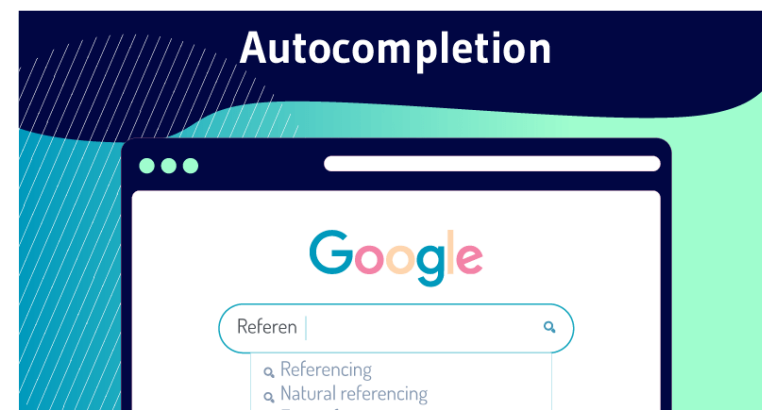 Autocompletion
Google
Referen
Referencing
Natural referencing